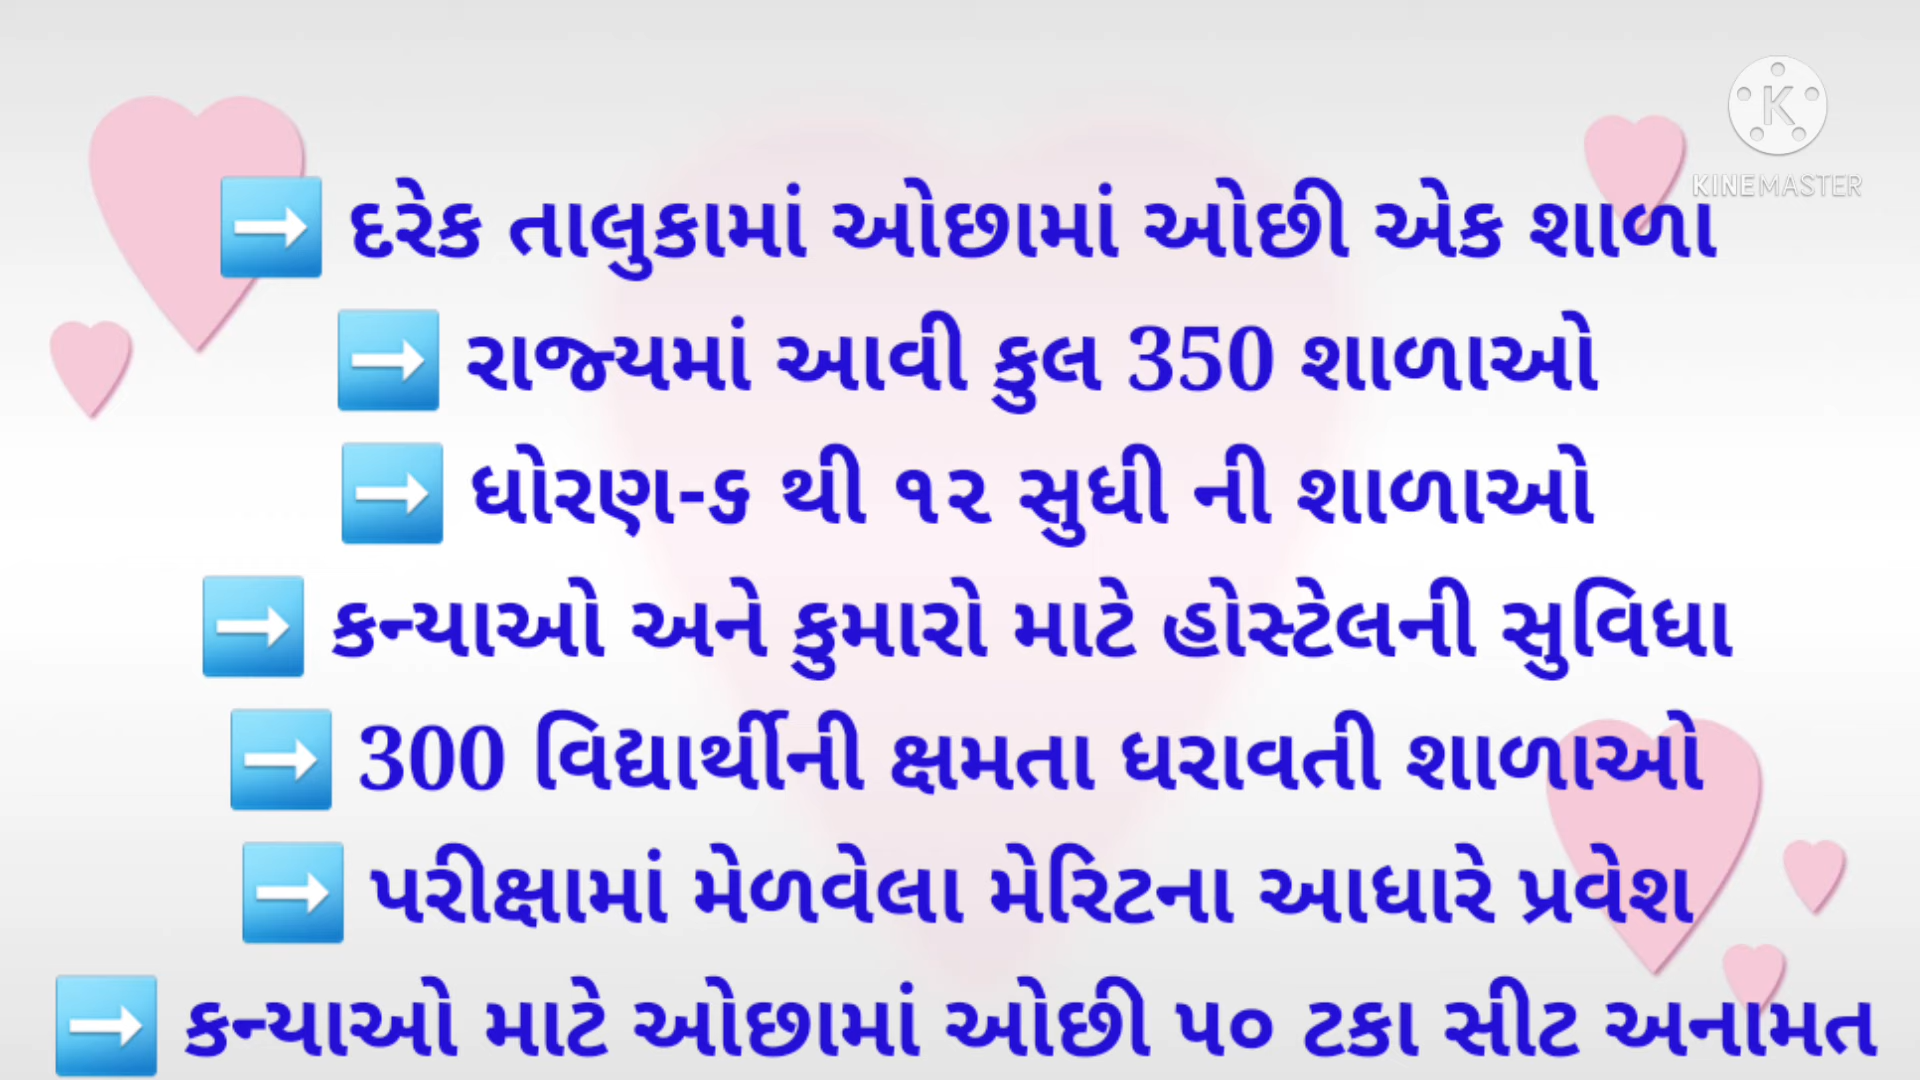 KINEMASTER
➡️ દરેક તાલુકામાં ઓછામાં ઓછી એક શાળા
➡️ રાજ્યમાં આવી કુલ 350 શાળાઓ
➡️ ધોરણ-૬ થી ૧૨ સુધી ની શાળાઓ
➡️ કન્યાઓ અને કુમારો માટે હોસ્ટેલની સુવિધા
➡️ 300 વિદ્યાર્થીની ક્ષમતા ધરાવતી શાળાઓ
➡️ પરીક્ષામાં મેળવેલા મેરિટના આધારે પ્રવેશ
➡️ કન્યાઓ માટે ઓછામાં ઓછી ૫૦ ટકા સીટ અનામત